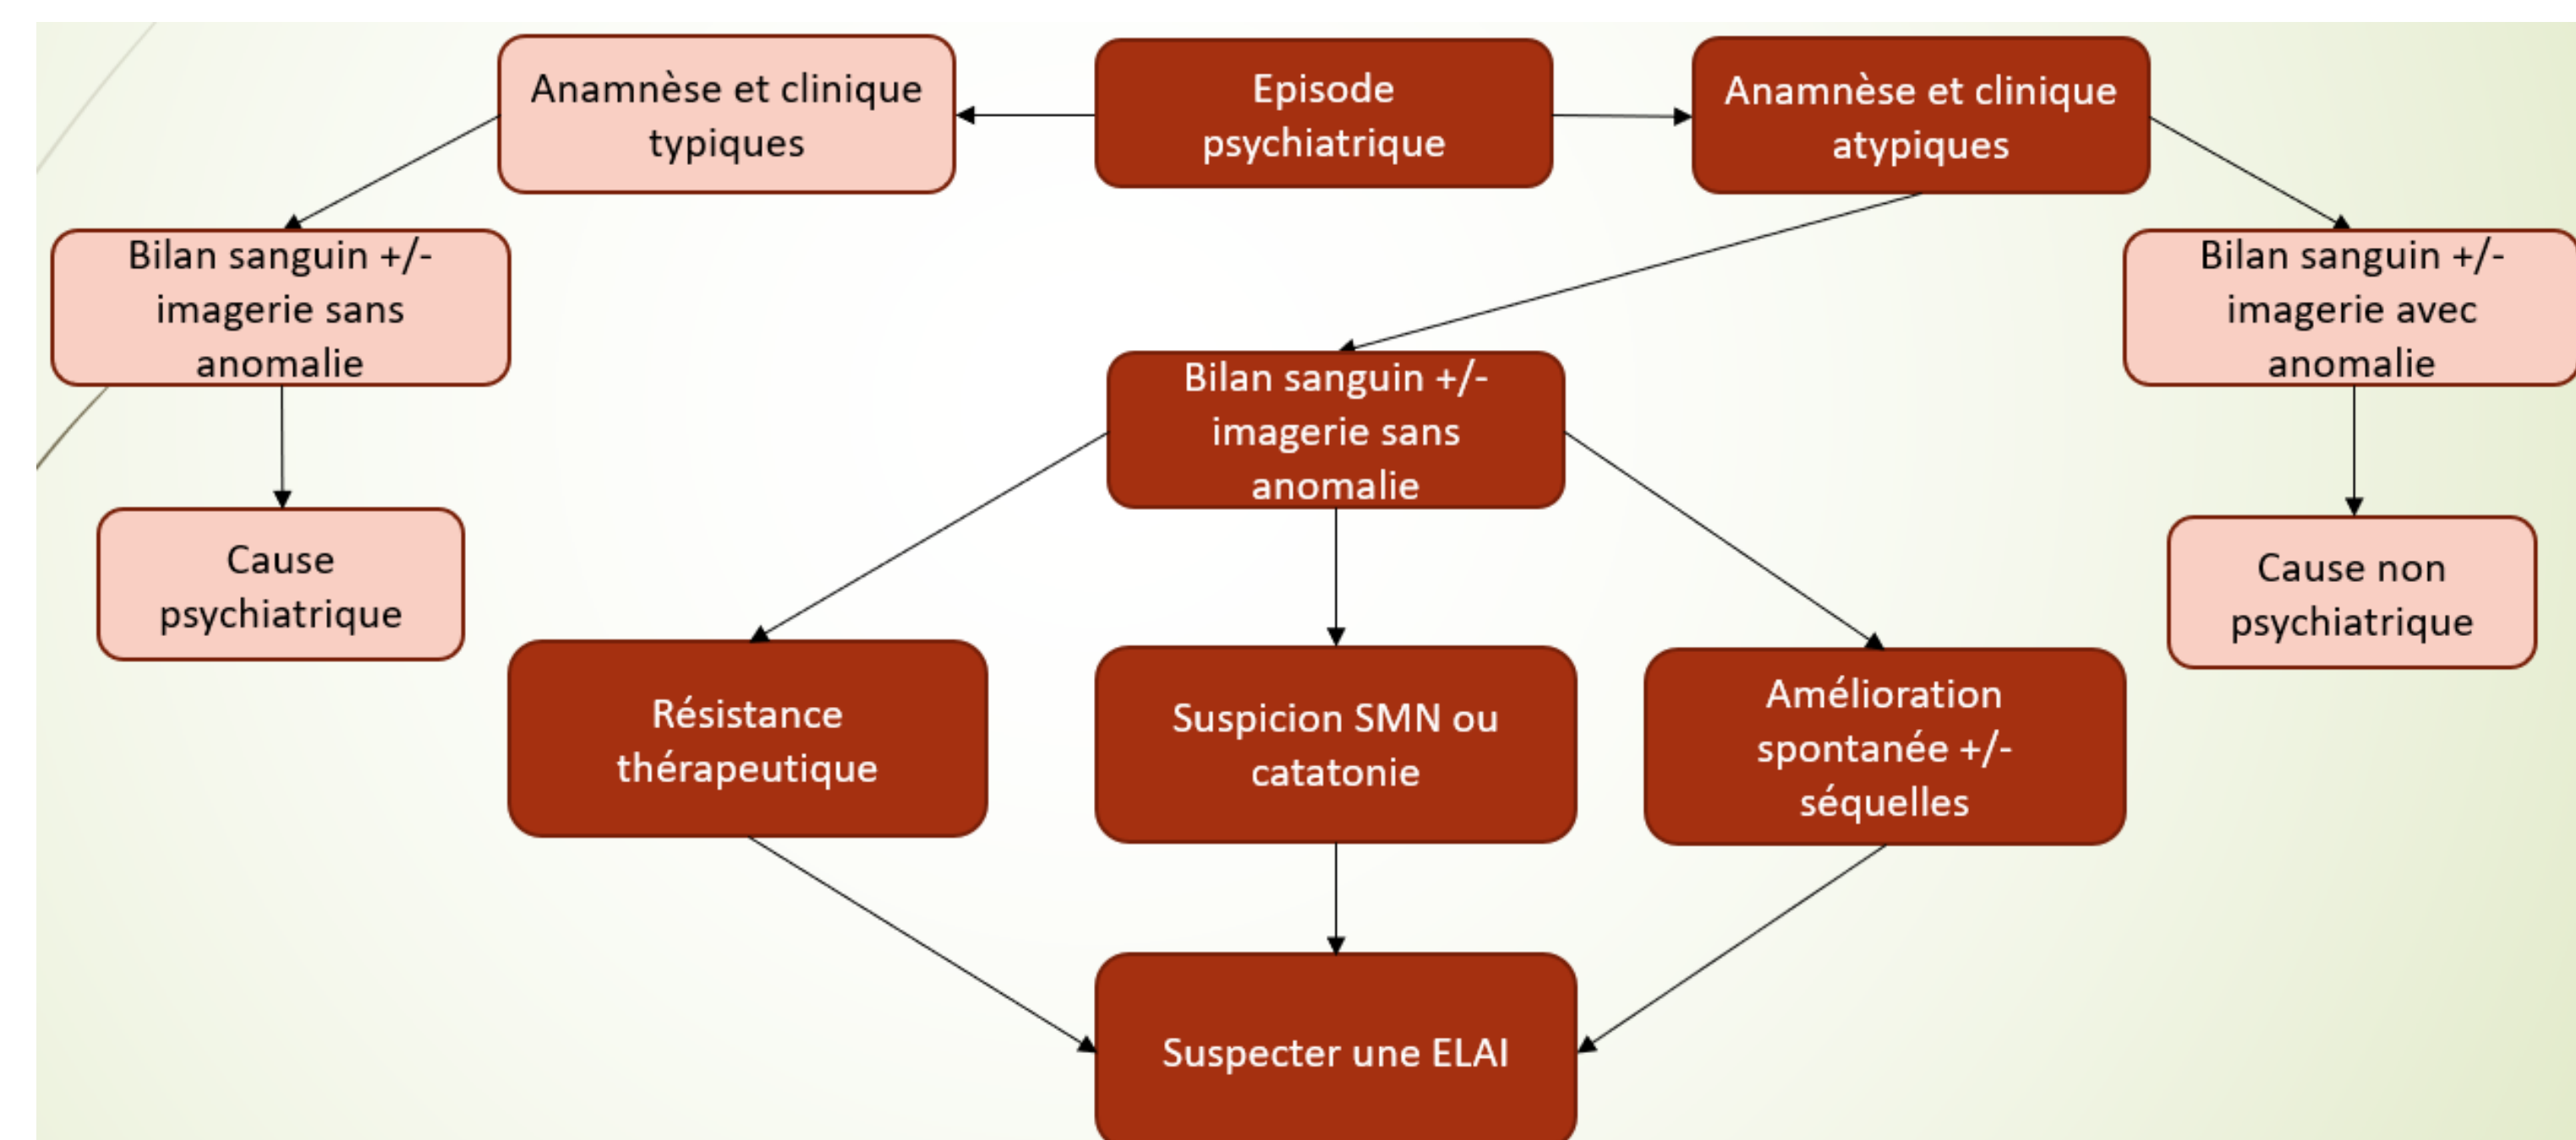 Anamnèse et clinique
typiques
Episode
psychiatrique
Anamnèse et clinique
atypiques
Bilan sanguin +/-
imagerie sans
anomalie
Bilan sanguin +/-
imagerie avec
anomalie
Bilan sanguin +/-
imagerie sans
anomalie
Cause
psychiatrique
Cause non
psychiatrique
Résistance
thérapeutique
Suspicion SMN ou
catatonie
Amélioration
spontanée +/-
séquelles
Suspecter une ELAI